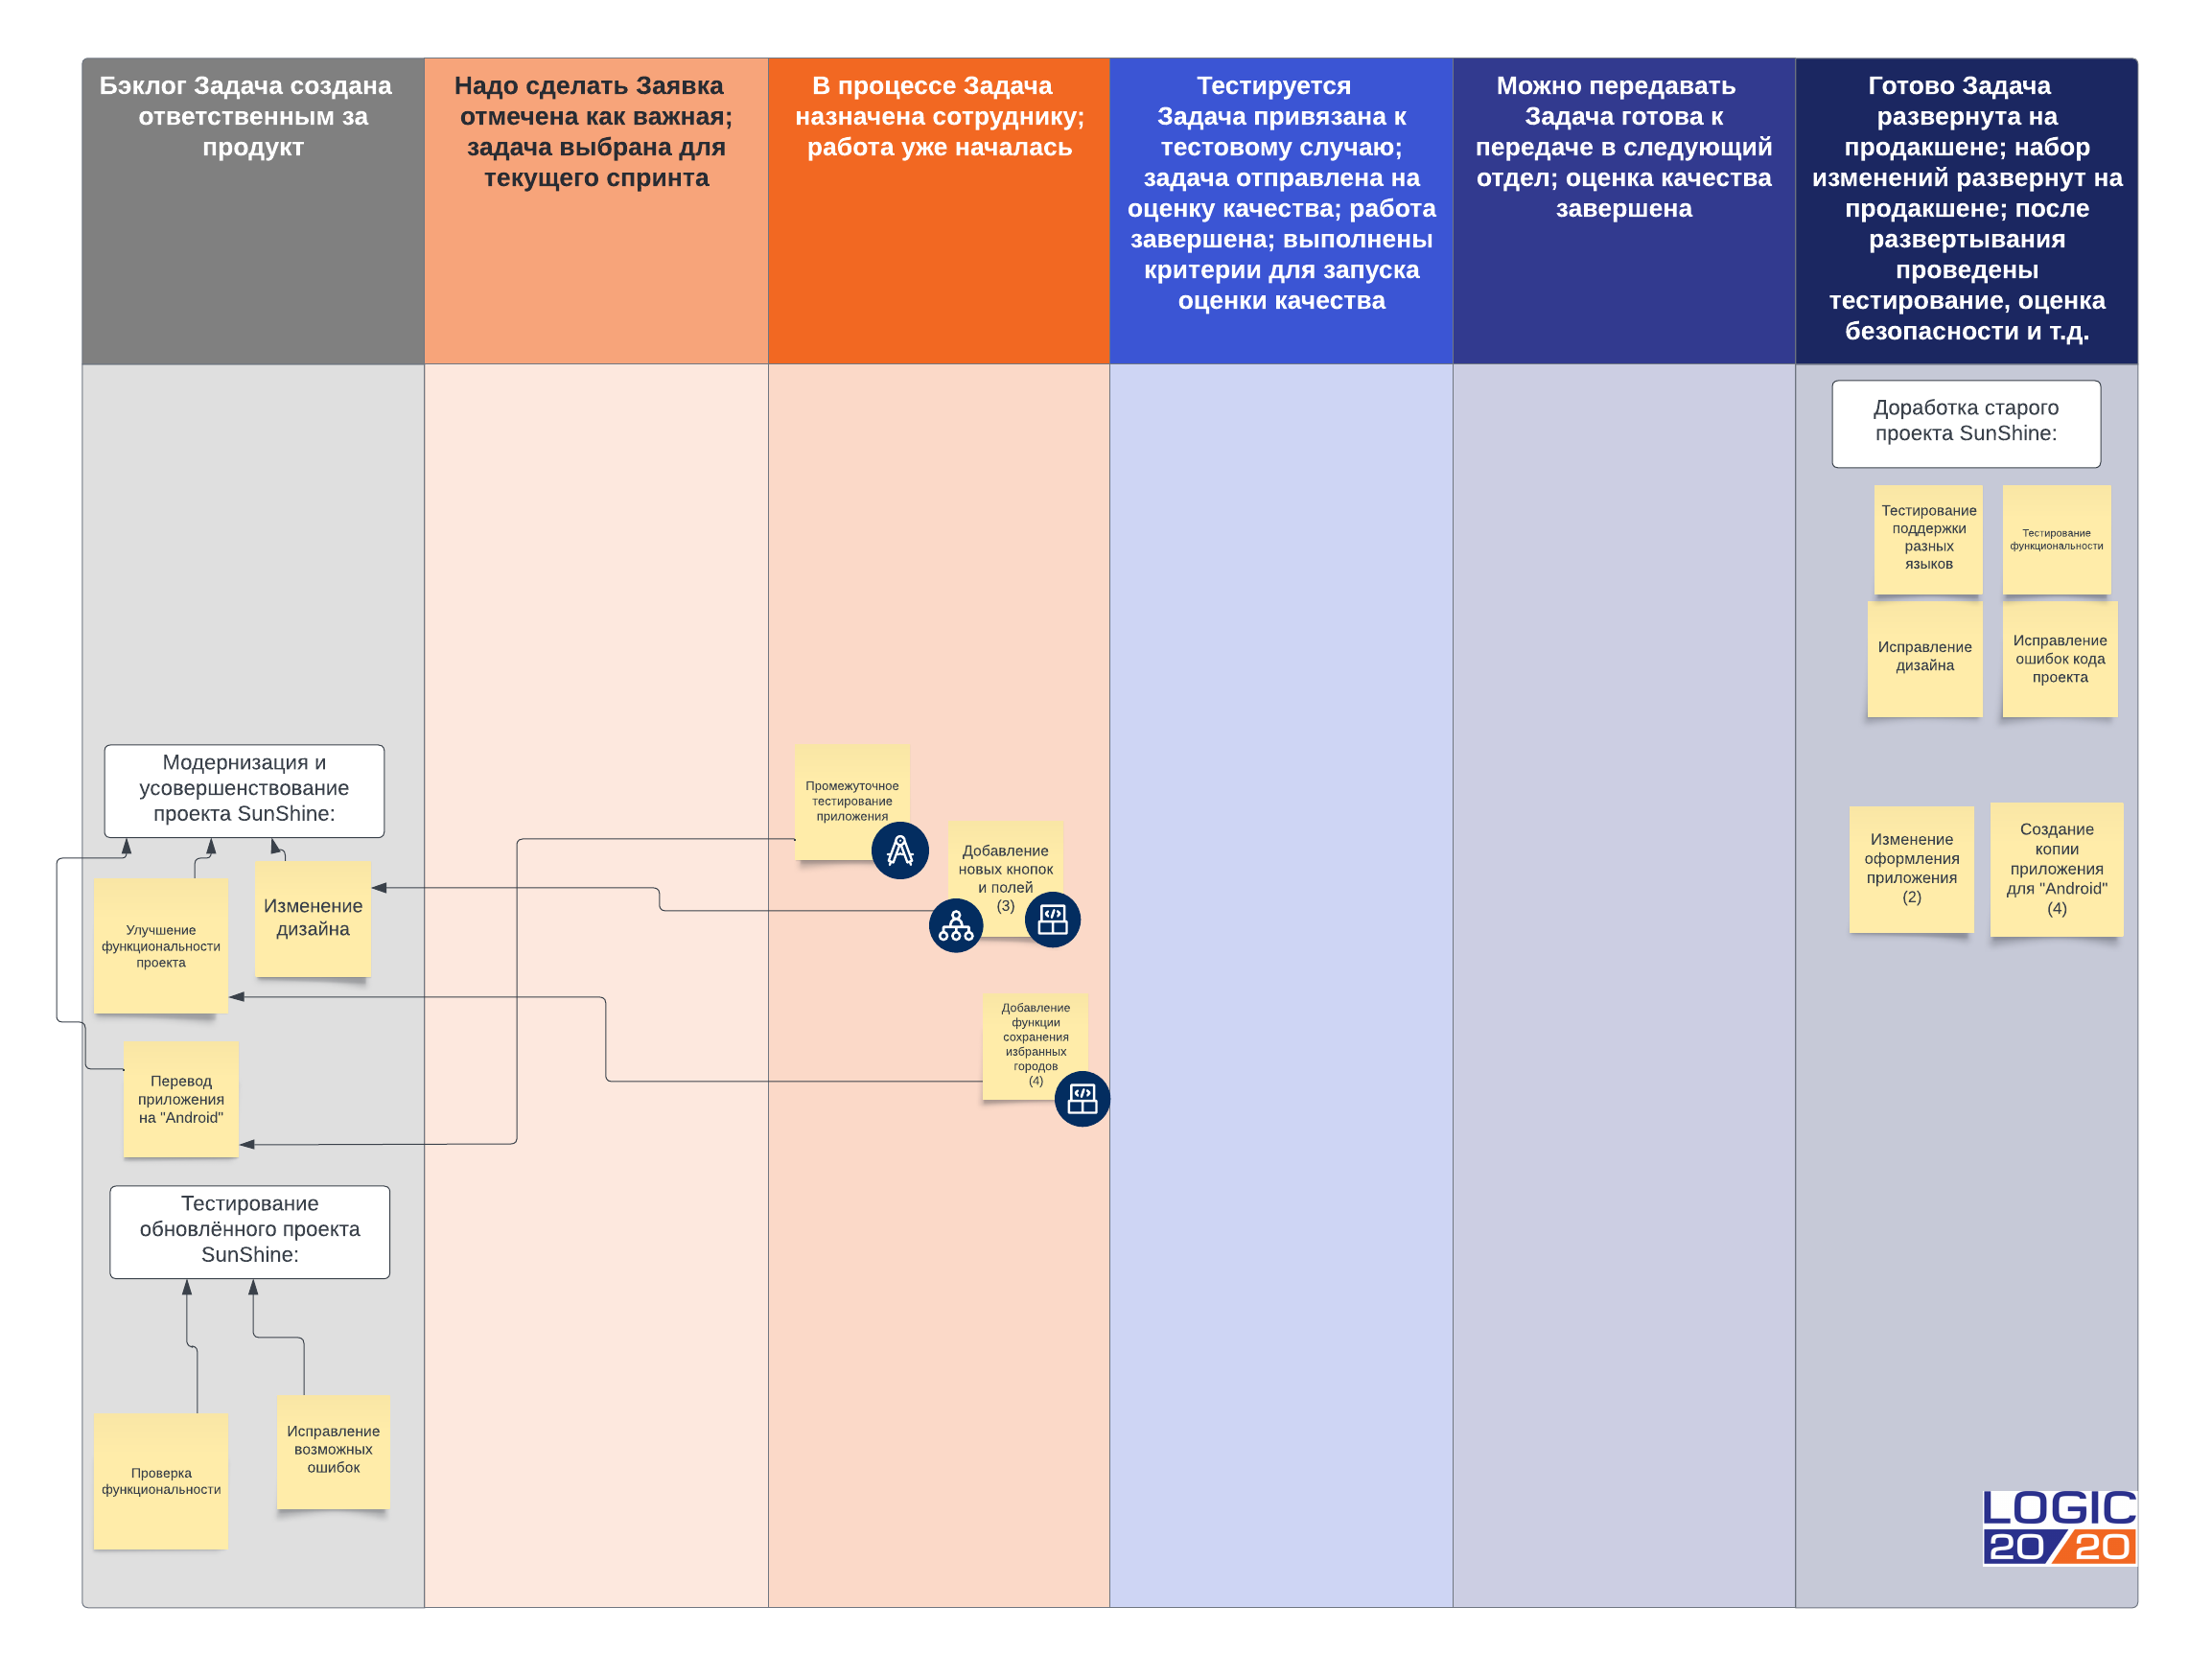 Бэклог Задача создана
ответственным за
продукт
Надо сделать Заявка
отмечена как важная;
задача выбрана для
текущего спринта
В процессе Задача
назначена сотруднику;
работа уже началась
Тестируется
Задача привязана к
тестовому случаю;
задача отправлена на
оценку качества; работа
завершена; выполнены
критерии для запуска
оценки качества
Можно передавать
Задача готова к
передаче в следующий
отдел; оценка качества
завершена
Готово Задача
развернута на
продакшене; набор
изменений развернут на
продакшене; после
развертывания
проведены
тестирование, оценка
безопасности и т.д.
Модернизация и
усовершенствование
проекта SunShine:
Улучшение
функциональности
проекта
Изменение
дизайна
Перевод
приложения
на "Android"
Тестирование
обновлённого проекта
SunShine:
Проверка
функциональности
Исправление
возможных
ошибок
Промежуточное
тестирование
приложения
Добавление
новых кнопок
и полей
(3)
Добавление
функции
сохранения
избранных
городов
(4)
Доработка старого
проекта SunShine:
Тестирование
поддержки
разных
языков
Тестирование
функциональности
Исправление
дизайна
Исправление
ошибок кода
проекта
Изменение
оформления
приложения
(2)
Создание
копии
приложения
для "Android"
(4)
LOGIC
20/20